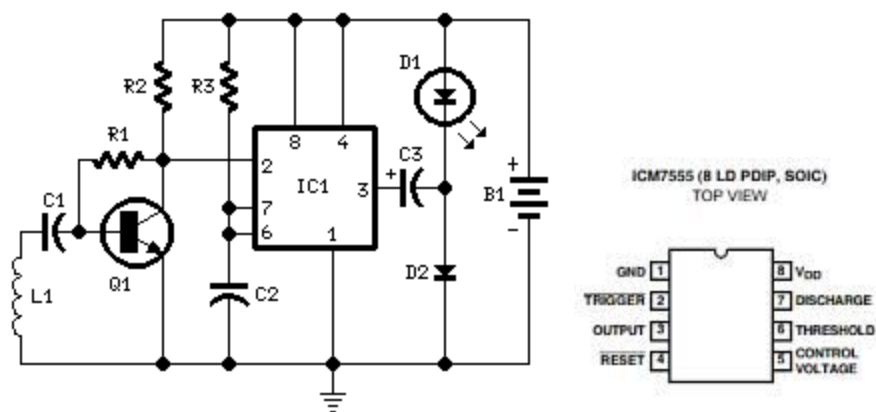 D1
R2
R3
R1
8
4
C3
+
2
IC1
3
C1
7
6
1
B1
+
-
Q1
L1
C2
D2
ICM7555 (8 LD PDIP, SOIC)
TOP VIEW
GND 1
8 VDD
TRIGGER 2
7 DISCHARGE
OUTPUT 3
6 THRESHOLD
RESET 4
5 CONTROL
VOLTAGE